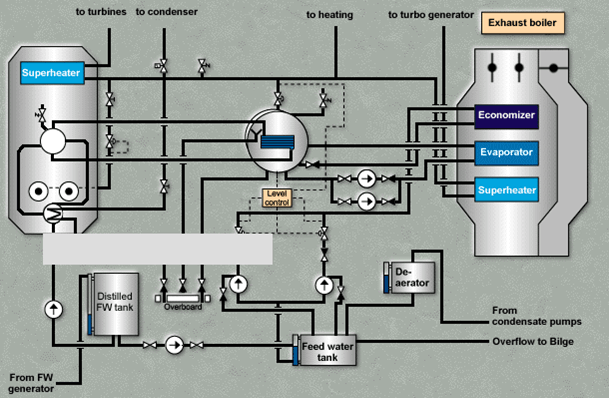 to turbines
to condenser
to heating
to turbo generator
Exhaust boiler
Superheater
Economizer
Evaporator
Superheater
Level
control
Distilled
FW tank
Overboard
De-
aerator
Feed water
tank
From
condensate pumps
Overflow to Bilge
From FW
generator